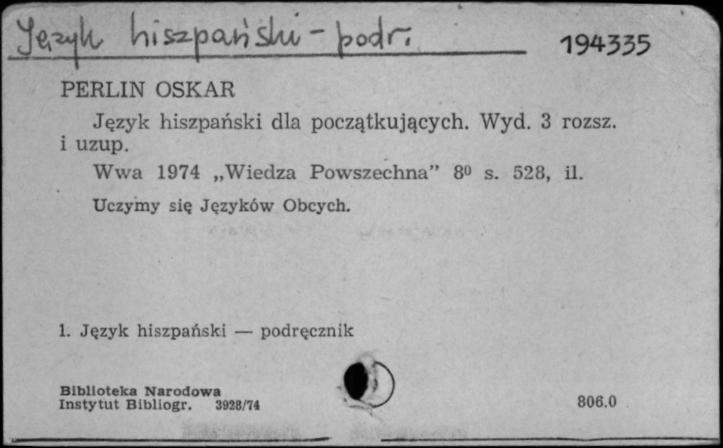 Język hiszpański - podr.
194335
PERLIN OSKAR
Język hiszpański dla początkujących. Wyd. 3 rozsz.
i uzup.
Wwa 1974 „Wiedza Powszechna” 8⁰ s. 528, il.
Uczymy się Języków Obcych.
1. Język hiszpański — podręcznik
Biblioteka Narodowa
Instytut Bibliogr. 3928/74
806.0